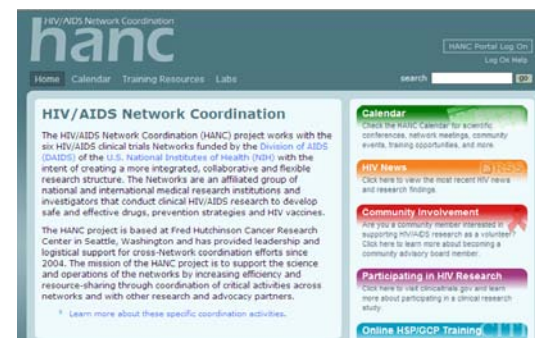 HIV/AIDS Network Coordination
hanc
HANC Portal Log On
Log On Help
Home Calendar Training Resources Labs
search go
HIV/AIDS Network Coordination
The HIV/AIDS Network Coordination (HANC) project works with the
six HIV/AIDS clinical trials Networks funded by the Division of AIDS
(DAIDS) of the U.S. National Institutes of Health (NIH) with the
intent of creating a more integrated, collaborative and flexible
research structure. The Networks are an affiliated group of
national and international medical research institutions and
investigators that conduct clinical HIV/AIDS research to develop
safe and effective drugs, prevention strategies and HIV vaccines.
The HANC project is based at Fred Hutchinson Cancer Research
Center in Seattle, Washington and has provided leadership and
logistical support for cross-Network coordination efforts since
2004. The mission of the HANC project is to support the science
and operations of the networks by increasing efficiency and
resource-sharing through coordination of critical activities across
networks and with other research and advocacy partners.
Learn more about these specific coordination activities.
Calendar
Check the HANC Calendar for scientific
conferences, network meetings, community
events, training opportunities, and more.
HIV News
RSS
Click here to view the most recent HIV news
and research findings.
Community Involvement
Are you a community member interested in
supporting HIV/AIDS research as a volunteer?
Click here to learn more about becoming a
community advisory board member.
Participating in HIV Research
Click here to visit clinicaltrials.gov and learn
more about participating in a clinical research
study.
Online HSP/GCP Training